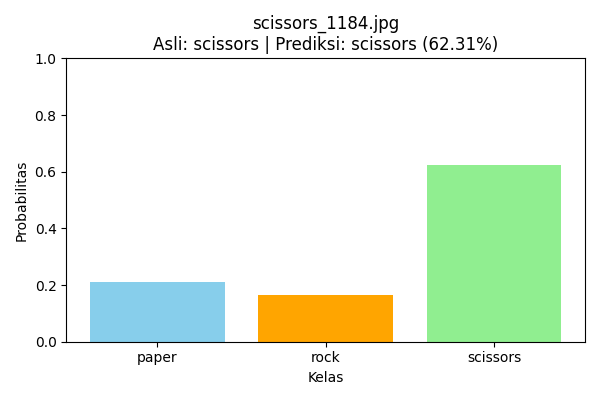 scissors_1184.jpg
Asli: scissors | Prediksi: scissors (62.31%)
1.0
0.8
0.6
0.4
0.2
0.0
Probabilitas
paper rock scissors
Kelas